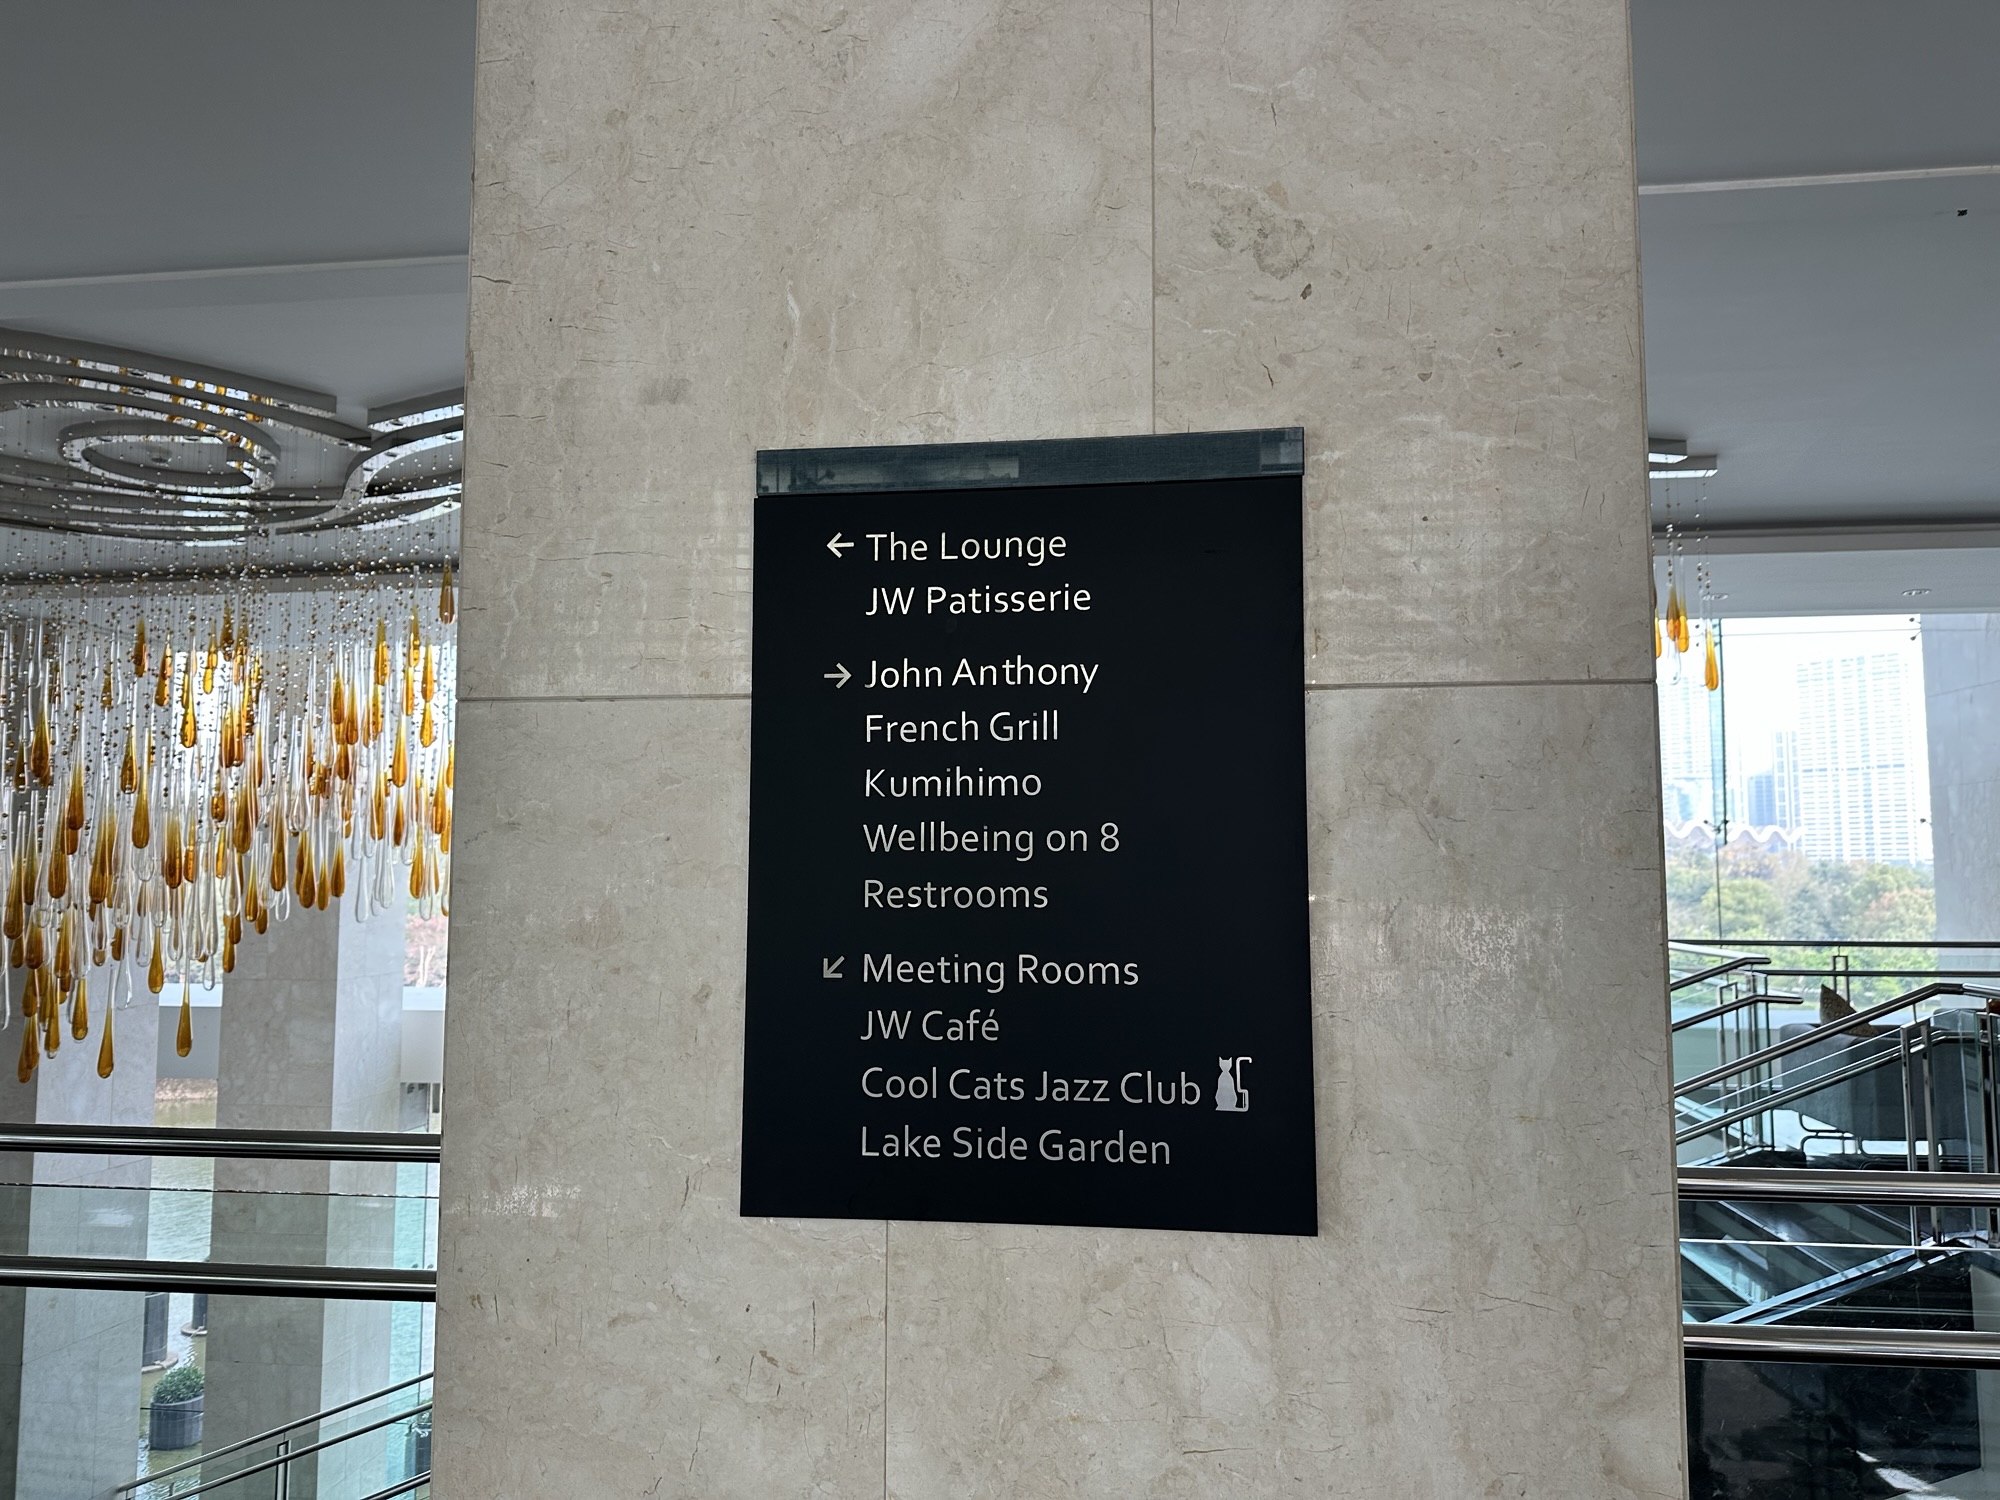 ← The Lounge
JW Patisserie
→ John Anthony
French Grill
Kumihimo
Wellbeing on 8
Restrooms
↙ Meeting Rooms
JW Café
Cool Cats Jazz Club
Lake Side Garden